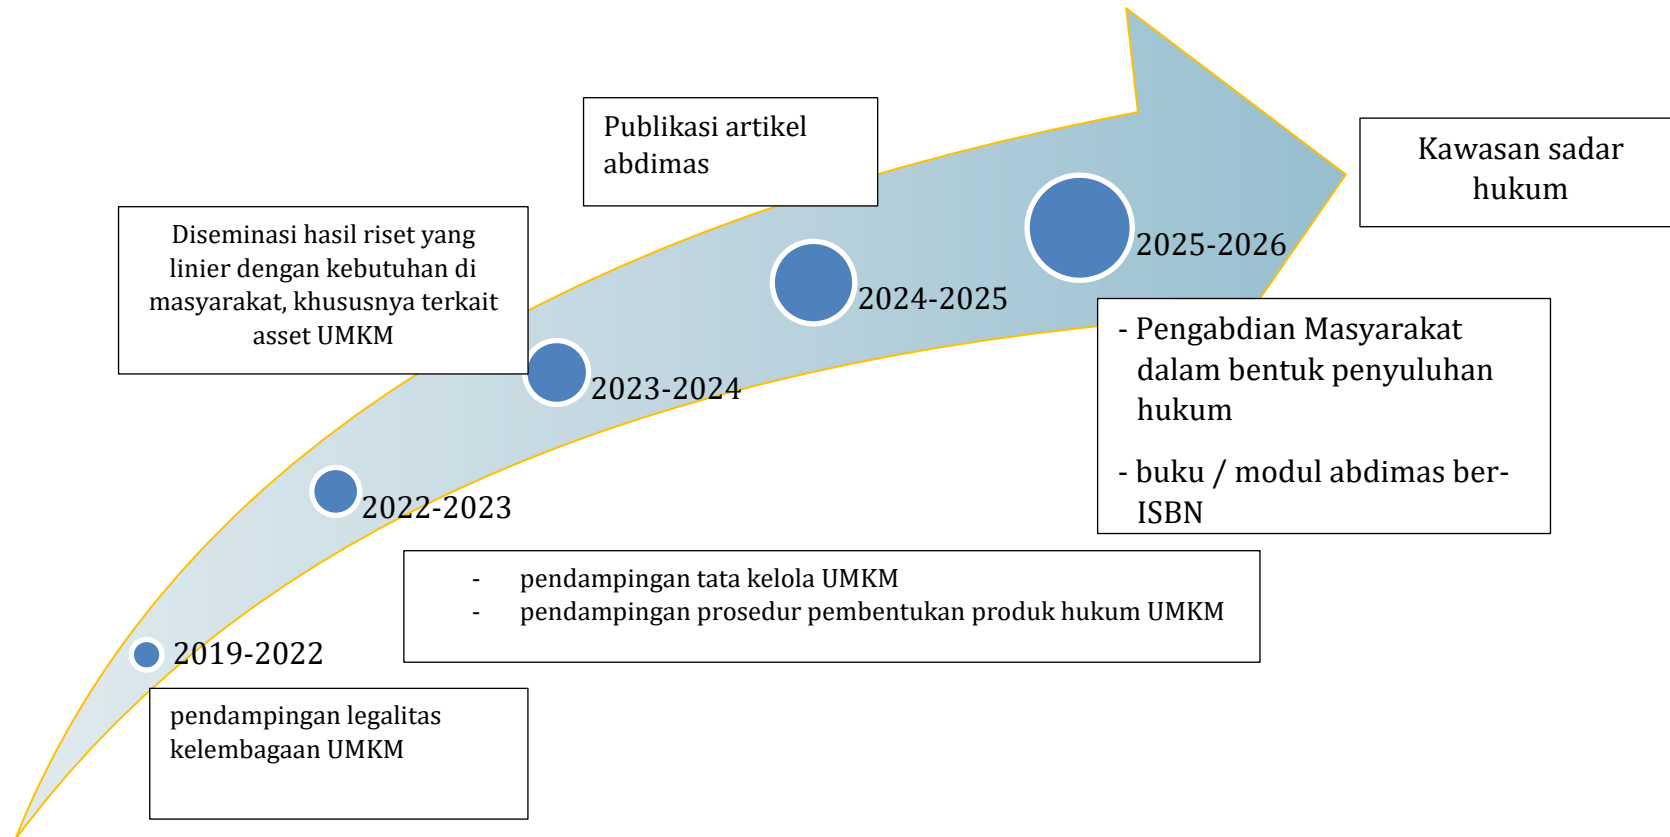 Publikasi artikel
abdimas
Kawasan sadar
hukum
Diseminasi hasil riset yang
linier dengan kebutuhan di
masyarakat, khususnya terkait
asset UMKM
2025-2026
2024-2025
2023-2024
2022-2023
2019-2022
- Pengabdian Masyarakat
dalam bentuk penyuluhan
hukum
- buku / modul abdimas ber-
ISBN
- pendampingan tata kelola UMKM
- pendampingan prosedur pembentukan produk hukum UMKM
pendampingan legalitas
kelembagaan UMKM